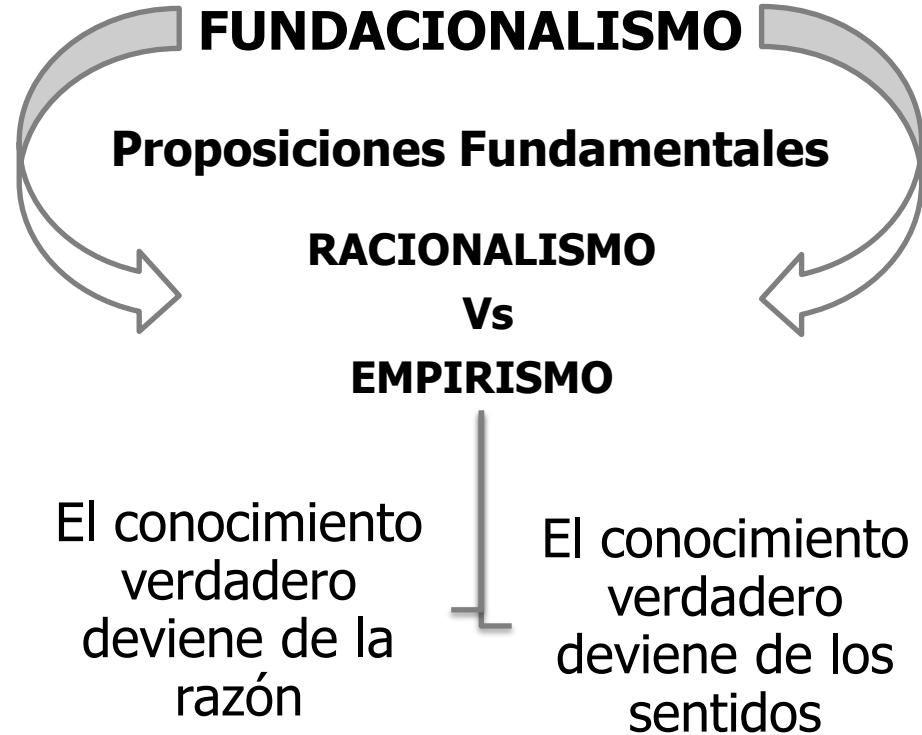 FUNDACIONALISMO
Proposiciones Fundamentales
RACIONALISMO
Vs
EMPIRISMO
El conocimiento
verdadero
deviene de la
razón
El conocimiento
verdadero
deviene de los
sentidos